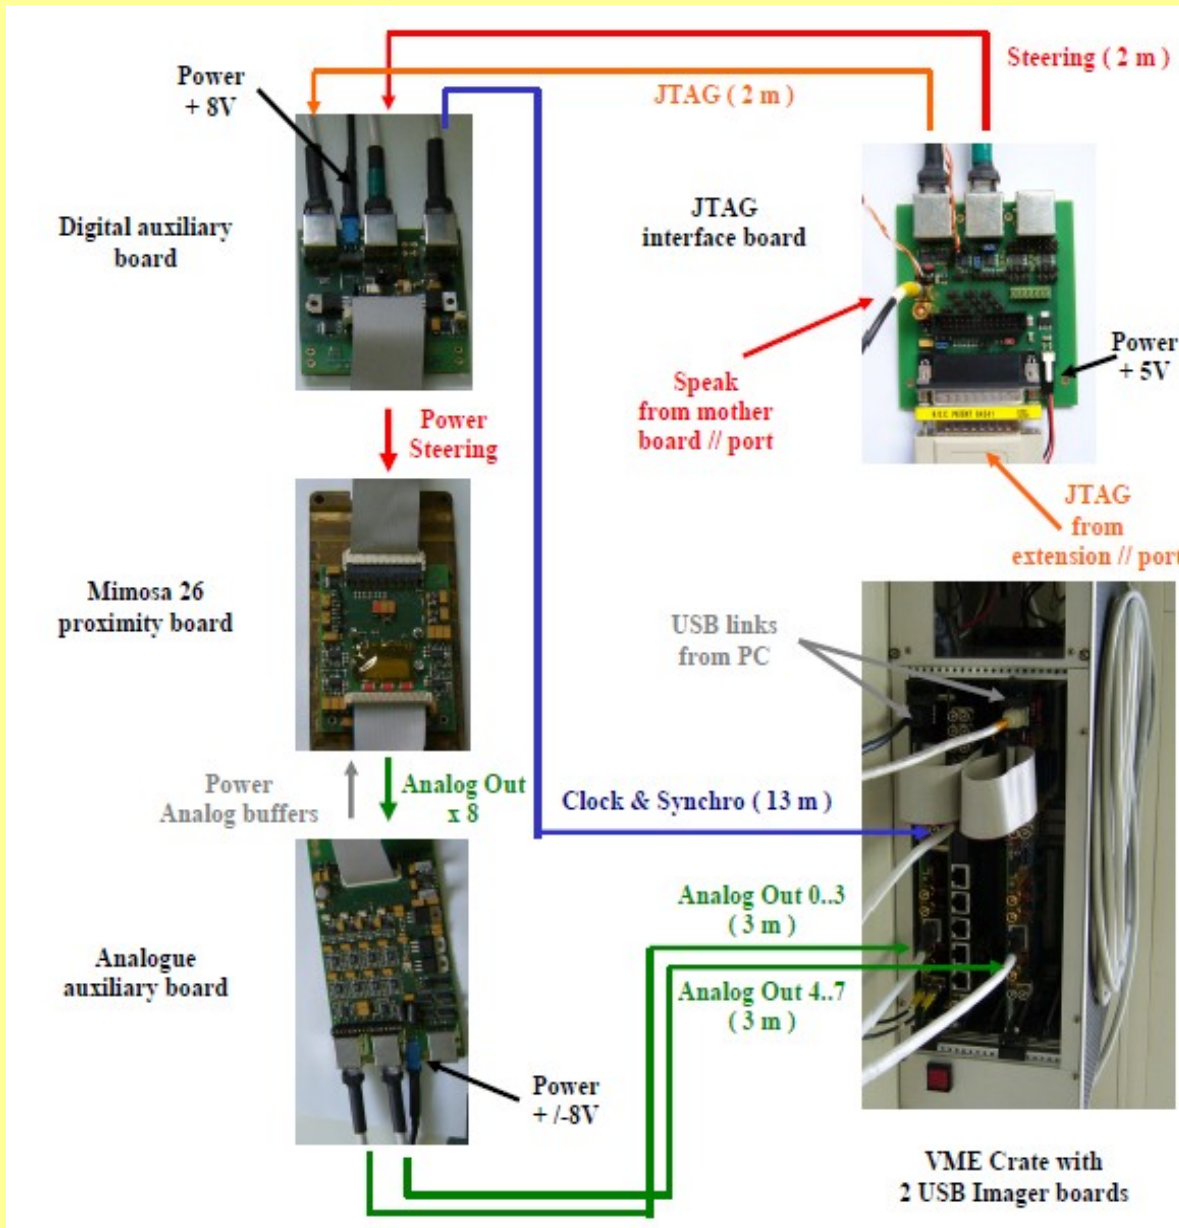 Steering ( 2 m )
Power
+ 8V
JTAG ( 2 m )
Digital auxiliary
board
JTAG
interface board
Power
+ 5V
Speak
from mother
board // port
Power
Steering
JTAG
from
extension // port
Mimosa 26
proximity board
USB links
from PC
Power
Analog buffers
Analog Out
x 8
Clock & Synchro ( 13 m )
Analog Out 0..3
( 3 m )
Analogue
auxiliary board
Analog Out 4..7
( 3 m )
Power
+ /-8V
VME Crate with
2 USB Imager boards